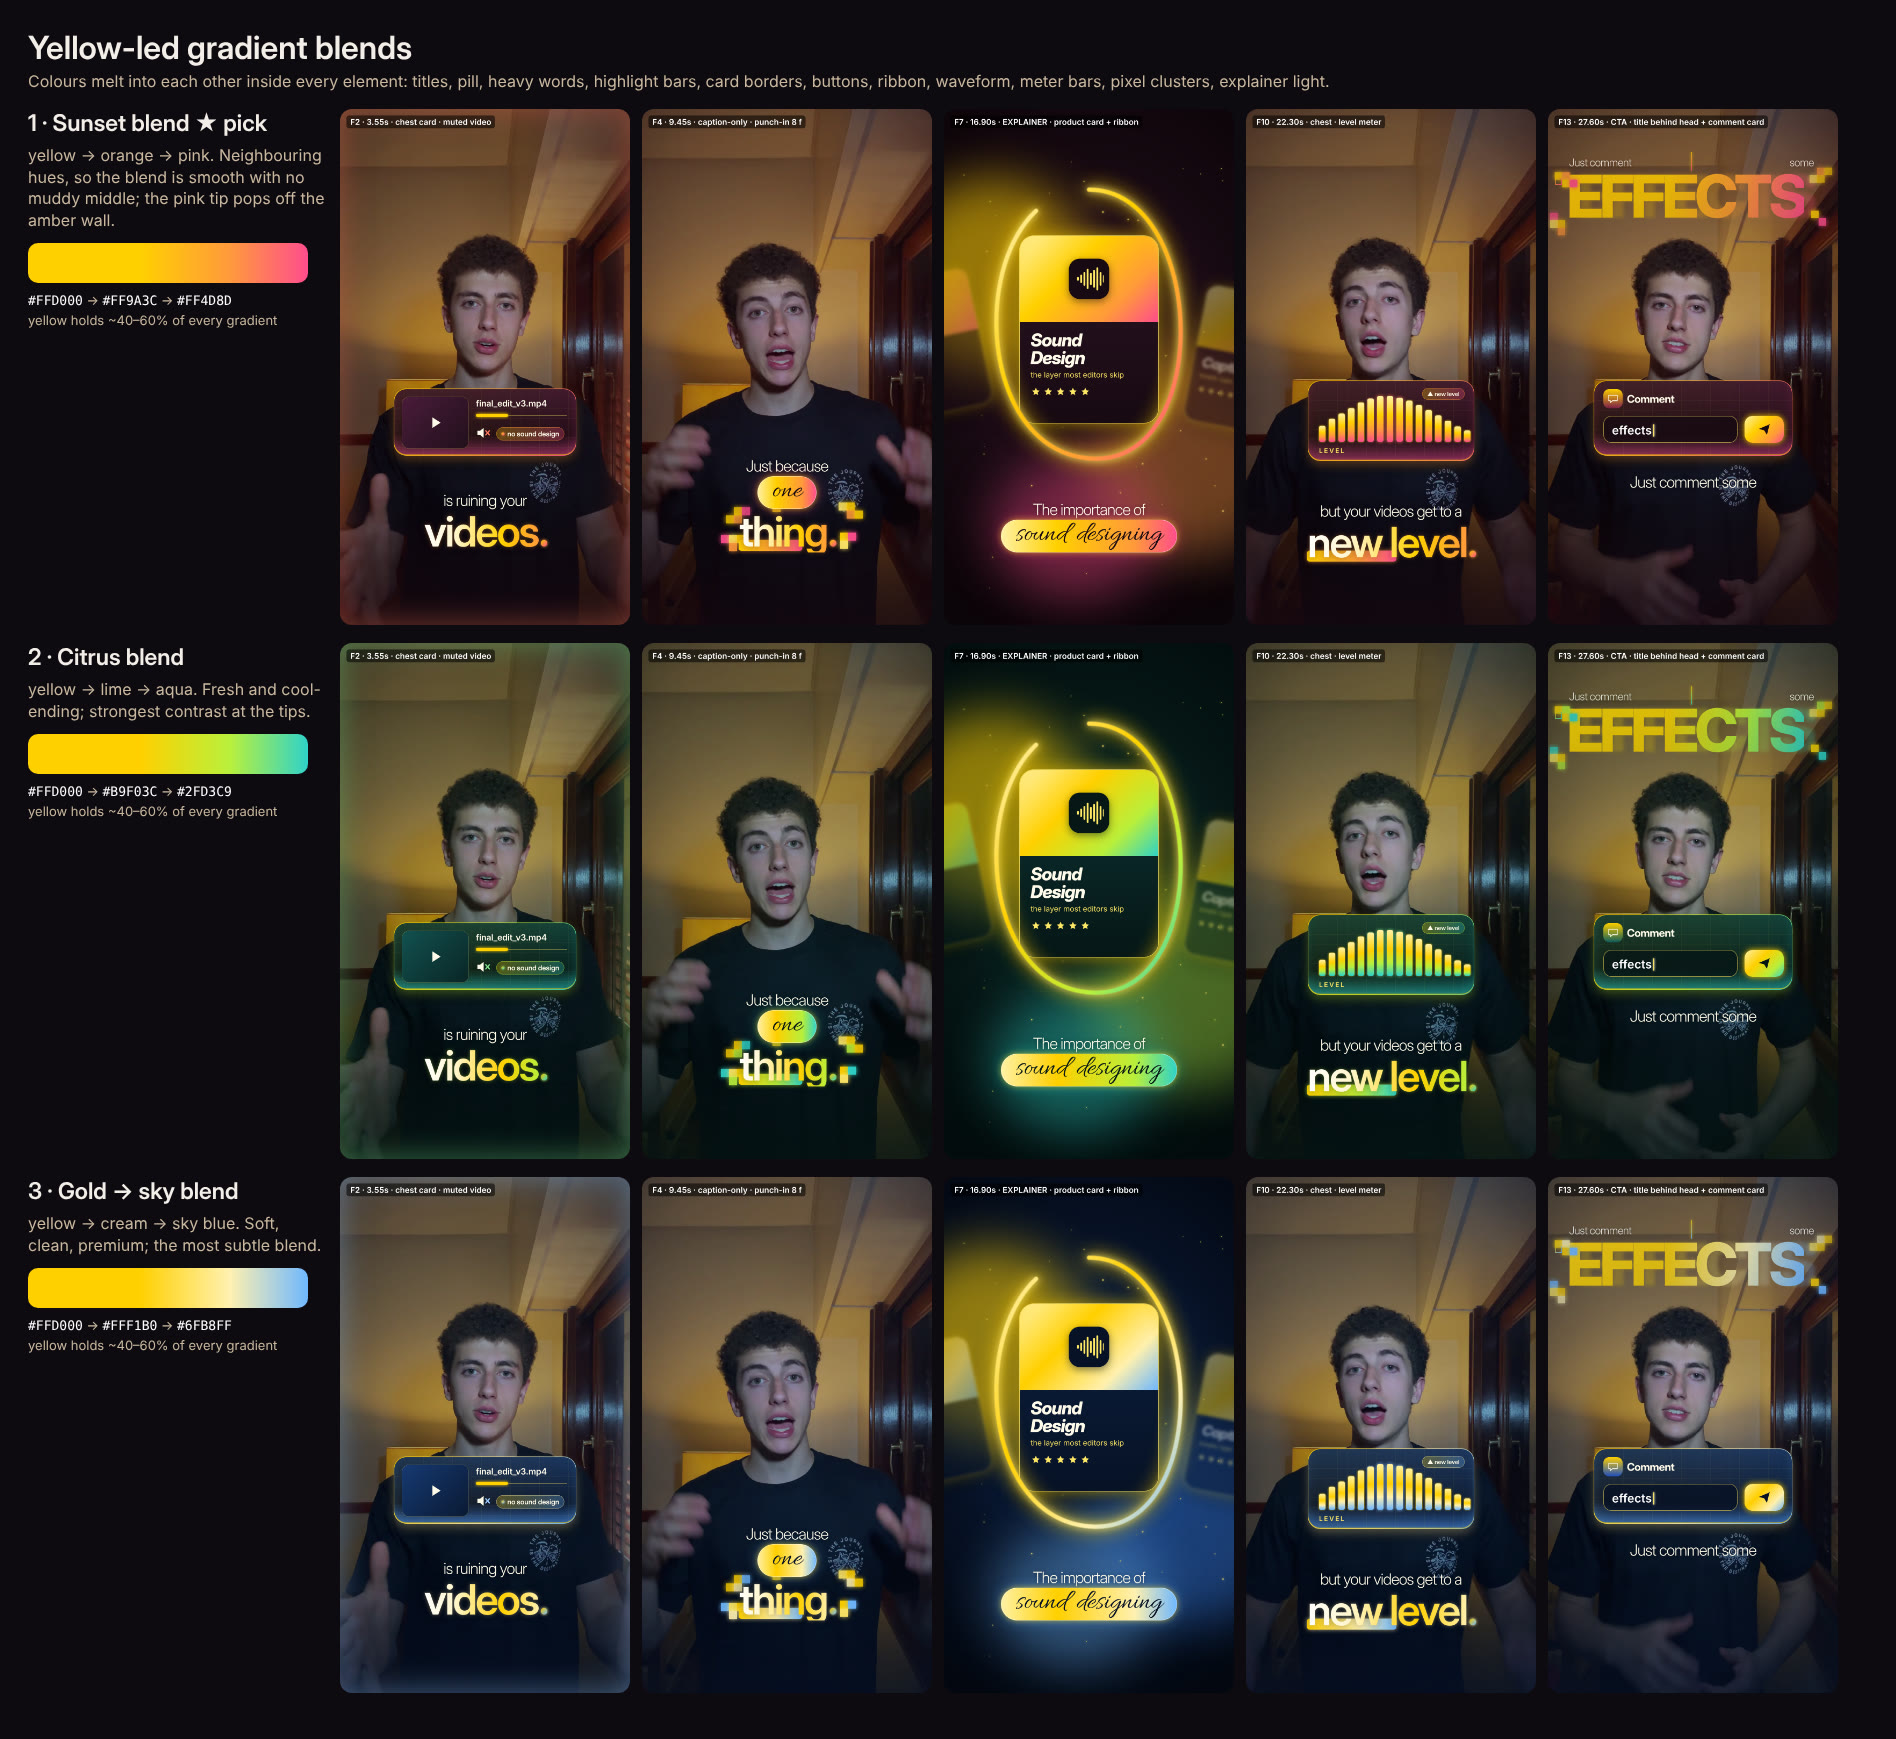 Yellow-led gradient blends
Colours melt into each other inside every element: titles, pill, heavy words, highlight bars, card borders, buttons, ribbon, waveform, meter bars, pixel clusters, explainer light.
1 · Sunset blend ★ pick
yellow → orange → pink. Neighbouring
hues, so the blend is smooth with no
muddy middle; the pink tip pops off the
amber wall.
#FFD000 → #FF9A3C → #FF4D8D
yellow holds ~40–60% of every gradient
F2 · 3.55s · chest card · muted video
final_edit_v3.mp4
no sound design
is ruining your
videos.
F4 · 9.45s · caption-only · punch-in 8 f
Just because
one
thing.
F7 · 16.90s · EXPLAINER · product card + ribbon
Sound
Design
the layer most editors skip
★ ★ ★ ★ ★
The importance of
sound designing
F10 · 22.30s · chest · level meter
▲ new level
LEVEL
but your videos get to a
new level.
F13 · 27.60s · CTA · title behind head + comment card
Just comment some
EFFECTS
Comment
effects
Just comment some
2 · Citrus blend
yellow → lime → aqua. Fresh and cool-
ending; strongest contrast at the tips.
#FFD000 → #B9F03C → #2FD3C9
yellow holds ~40–60% of every gradient
F2 · 3.55s · chest card · muted video
final_edit_v3.mp4
no sound design
is ruining your
videos.
F4 · 9.45s · caption-only · punch-in 8 f
Just because
one
thing.
F7 · 16.90s · EXPLAINER · product card + ribbon
Sound
Design
the layer most editors skip
★ ★ ★ ★ ★
The importance of
sound designing
F10 · 22.30s · chest · level meter
▲ new level
LEVEL
but your videos get to a
new level.
F13 · 27.60s · CTA · title behind head + comment card
Just comment some
EFFECTS
Comment
effects
Just comment some
3 · Gold → sky blend
yellow → cream → sky blue. Soft,
clean, premium; the most subtle blend.
#FFD000 → #FFF1B0 → #6FB8FF
yellow holds ~40–60% of every gradient
F2 · 3.55s · chest card · muted video
final_edit_v3.mp4
no sound design
is ruining your
videos.
F4 · 9.45s · caption-only · punch-in 8 f
Just because
one
thing.
F7 · 16.90s · EXPLAINER · product card + ribbon
Sound
Design
the layer most editors skip
★ ★ ★ ★ ★
The importance of
sound designing
F10 · 22.30s · chest · level meter
▲ new level
LEVEL
but your videos get to a
new level.
F13 · 27.60s · CTA · title behind head + comment card
Just comment some
EFFECTS
Comment
effects
Just comment some